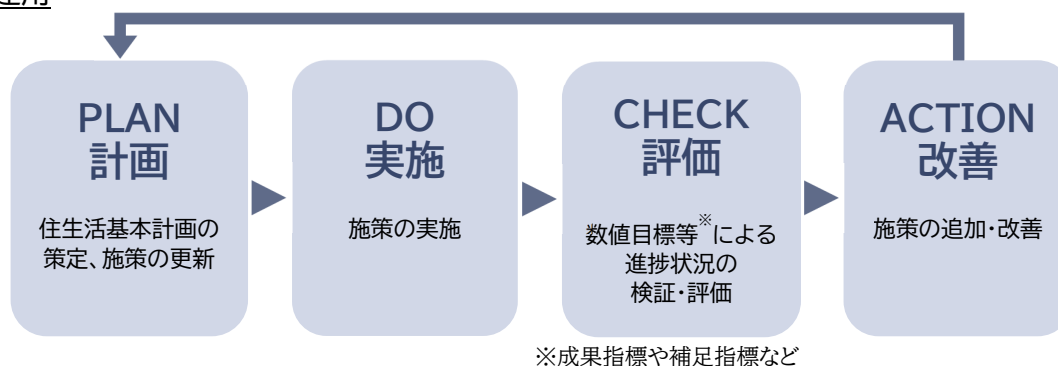 運用
PLAN
計画
住生活基本計画の
策定、施策の更新
DO
実施
施策の実施
CHECK
評価
数値目標等※による
進捗状況の
検証・評価
ACTION
改善
施策の追加・改善
※成果指標や補足指標など